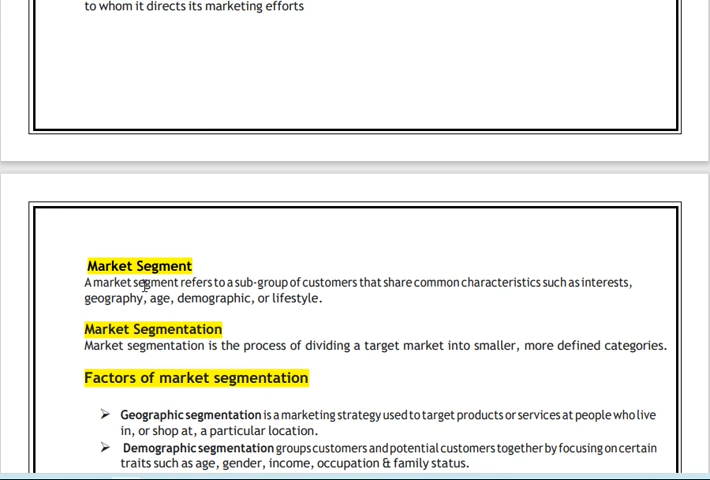 to whom it directs its marketing efforts
Market Segment
A market segment refers to a sub-group of customers that share common characteristics such as interests,
geography, age, demographic, or lifestyle.
Market Segmentation
Market segmentation is the process of dividing a target market into smaller, more defined categories.
Factors of market segmentation
➢ Geographic segmentation is a marketing strategy used to target products or services at people who live
in, or shop at, a particular location.
➢ Demographic segmentation groups customers and potential customers together by focusing on certain
traits such as age, gender, income, occupation & family status.